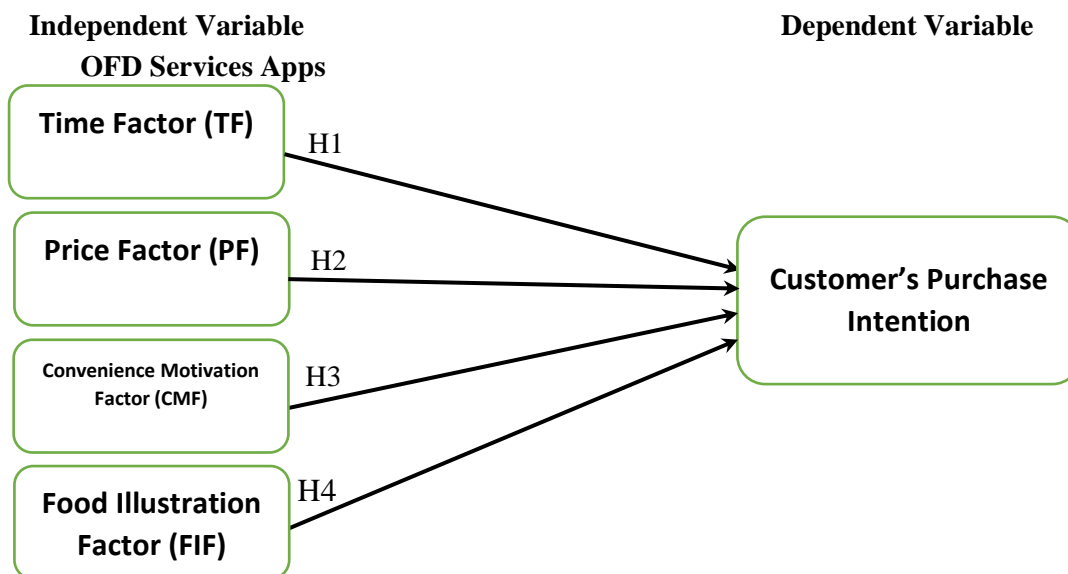 Independent Variable
Dependent Variable
OFD Services Apps
Time Factor (TF)
H1
Price Factor (PF)
H2
Customer’s Purchase
Intention
Convenience Motivation
Factor (CMF)
H3
Food Illustration
Factor (FIF)
H4